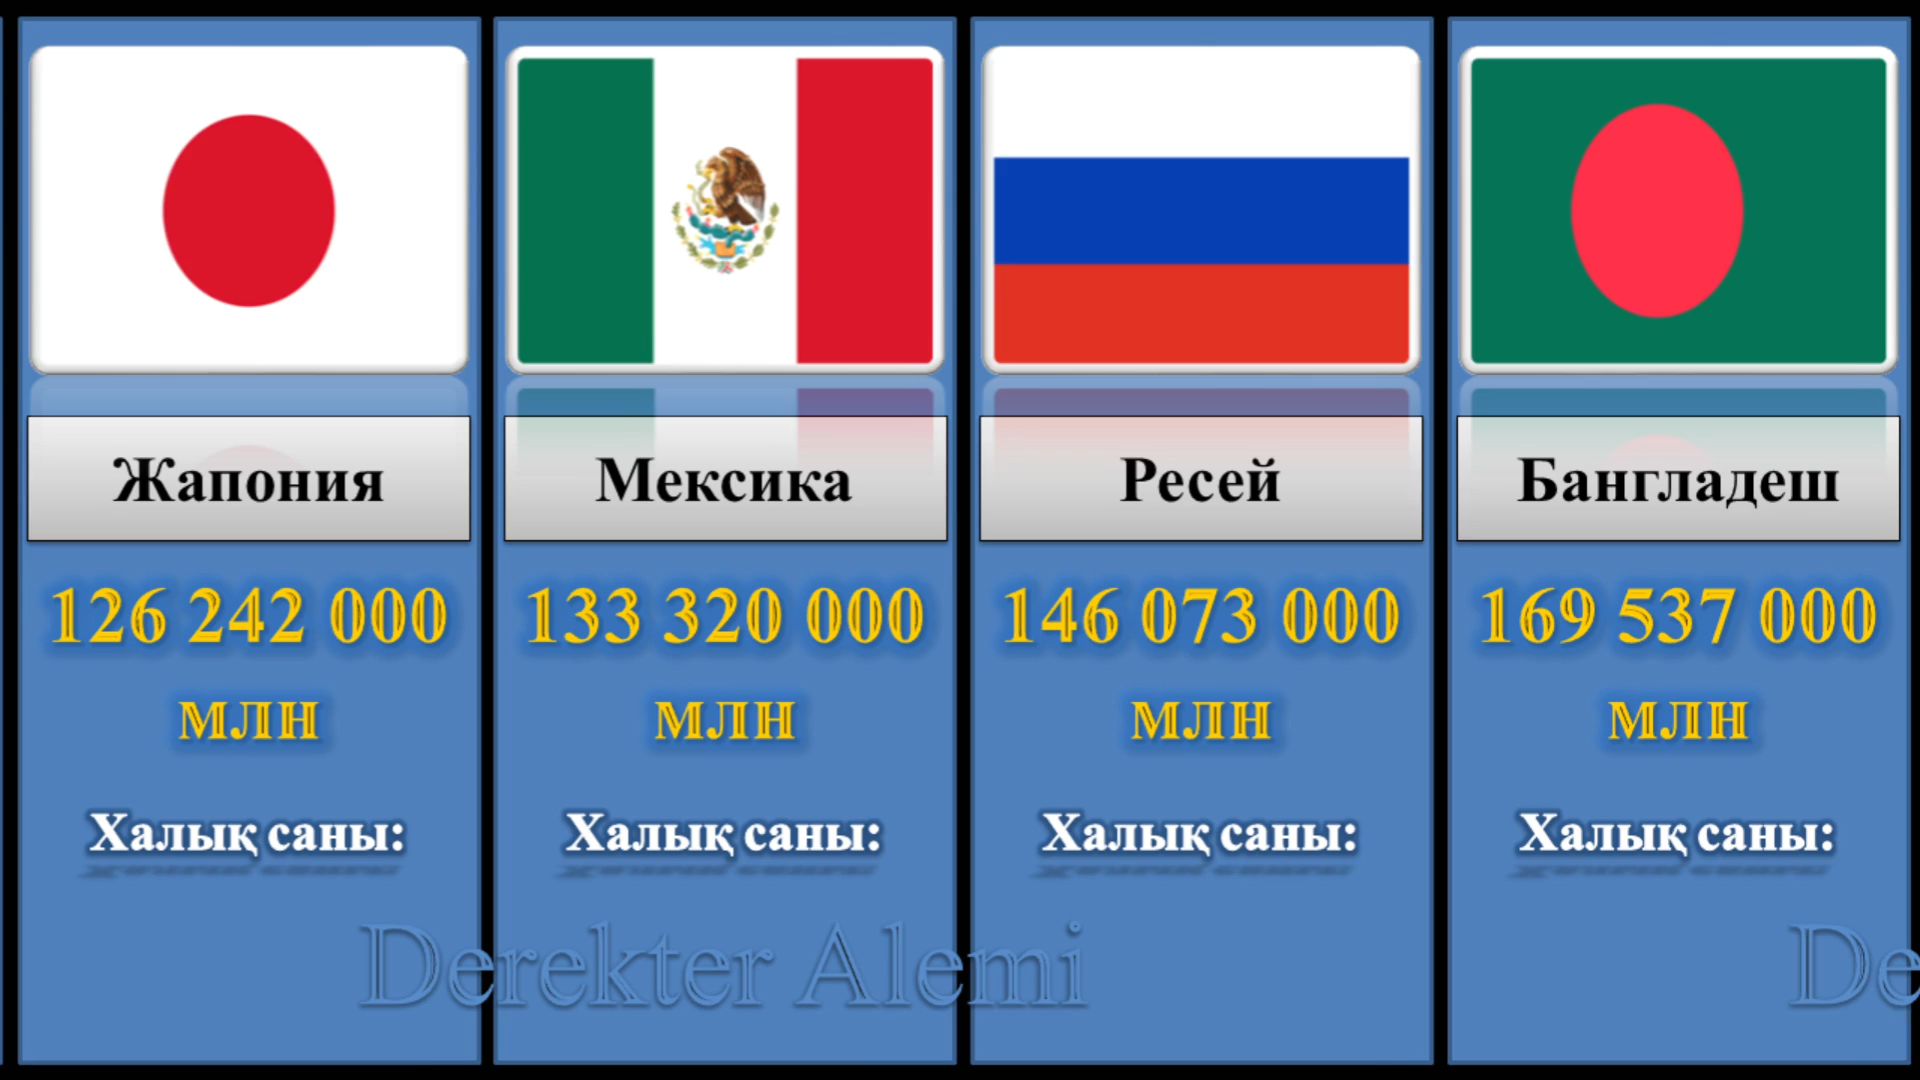 Жапония
126 242 000
млн
Халық саны:
Мексика
133 320 000
млн
Халық саны:
Ресей
146 073 000
млн
Халық саны:
Бангладеш
169 537 000
млн
Халық саны:
Derekter Alemi
De